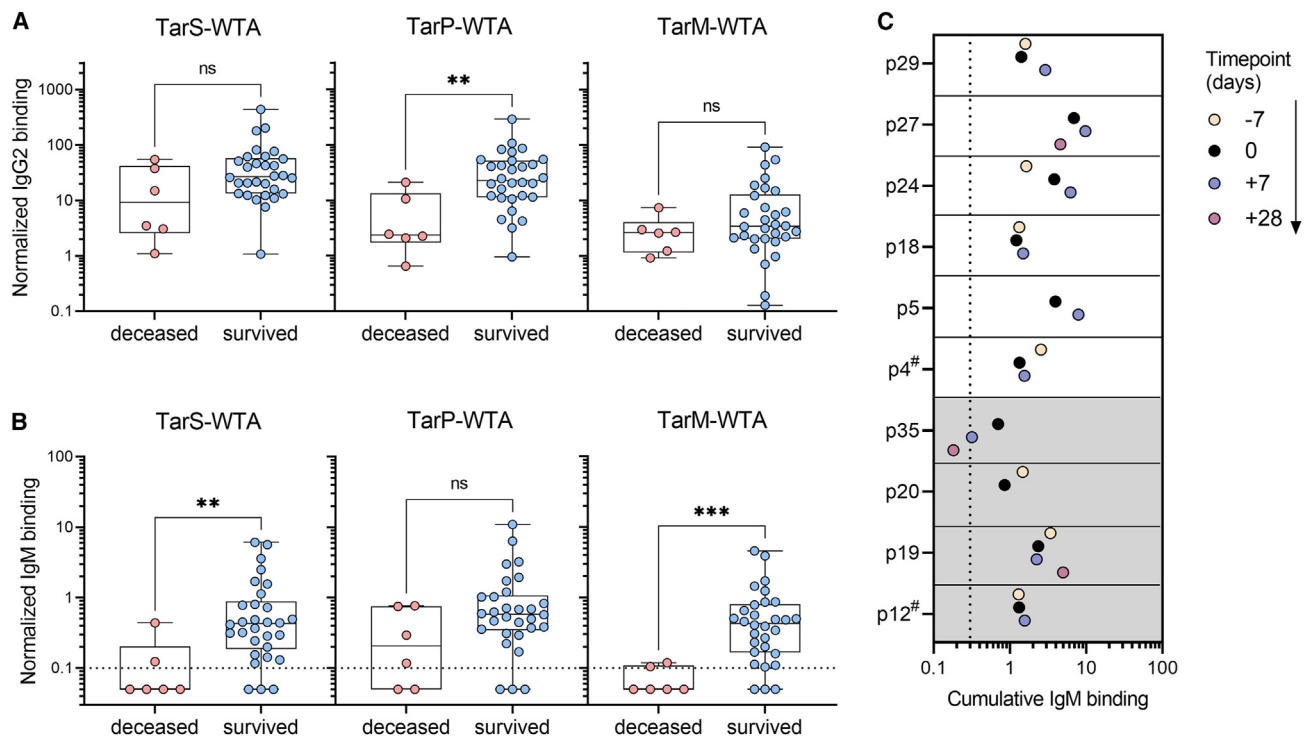 A
TarS-WTA
TarP-WTA
TarM-WTA
Normalized IgG2 binding
1000
100
10
1
0.1
ns
**
ns
deceased
survived
deceased
survived
deceased
survived
B
TarS-WTA
TarP-WTA
TarM-WTA
Normalized IgM binding
100
10
1
0.1
**
ns
***
deceased
survived
deceased
survived
deceased
survived
C
p29
p27
p24
p18
p5
p4#
p35
p20
p19
p12#
0.1
1
10
100
Cumulative IgM binding
Timepoint
(days)
-7
0
+7
+28